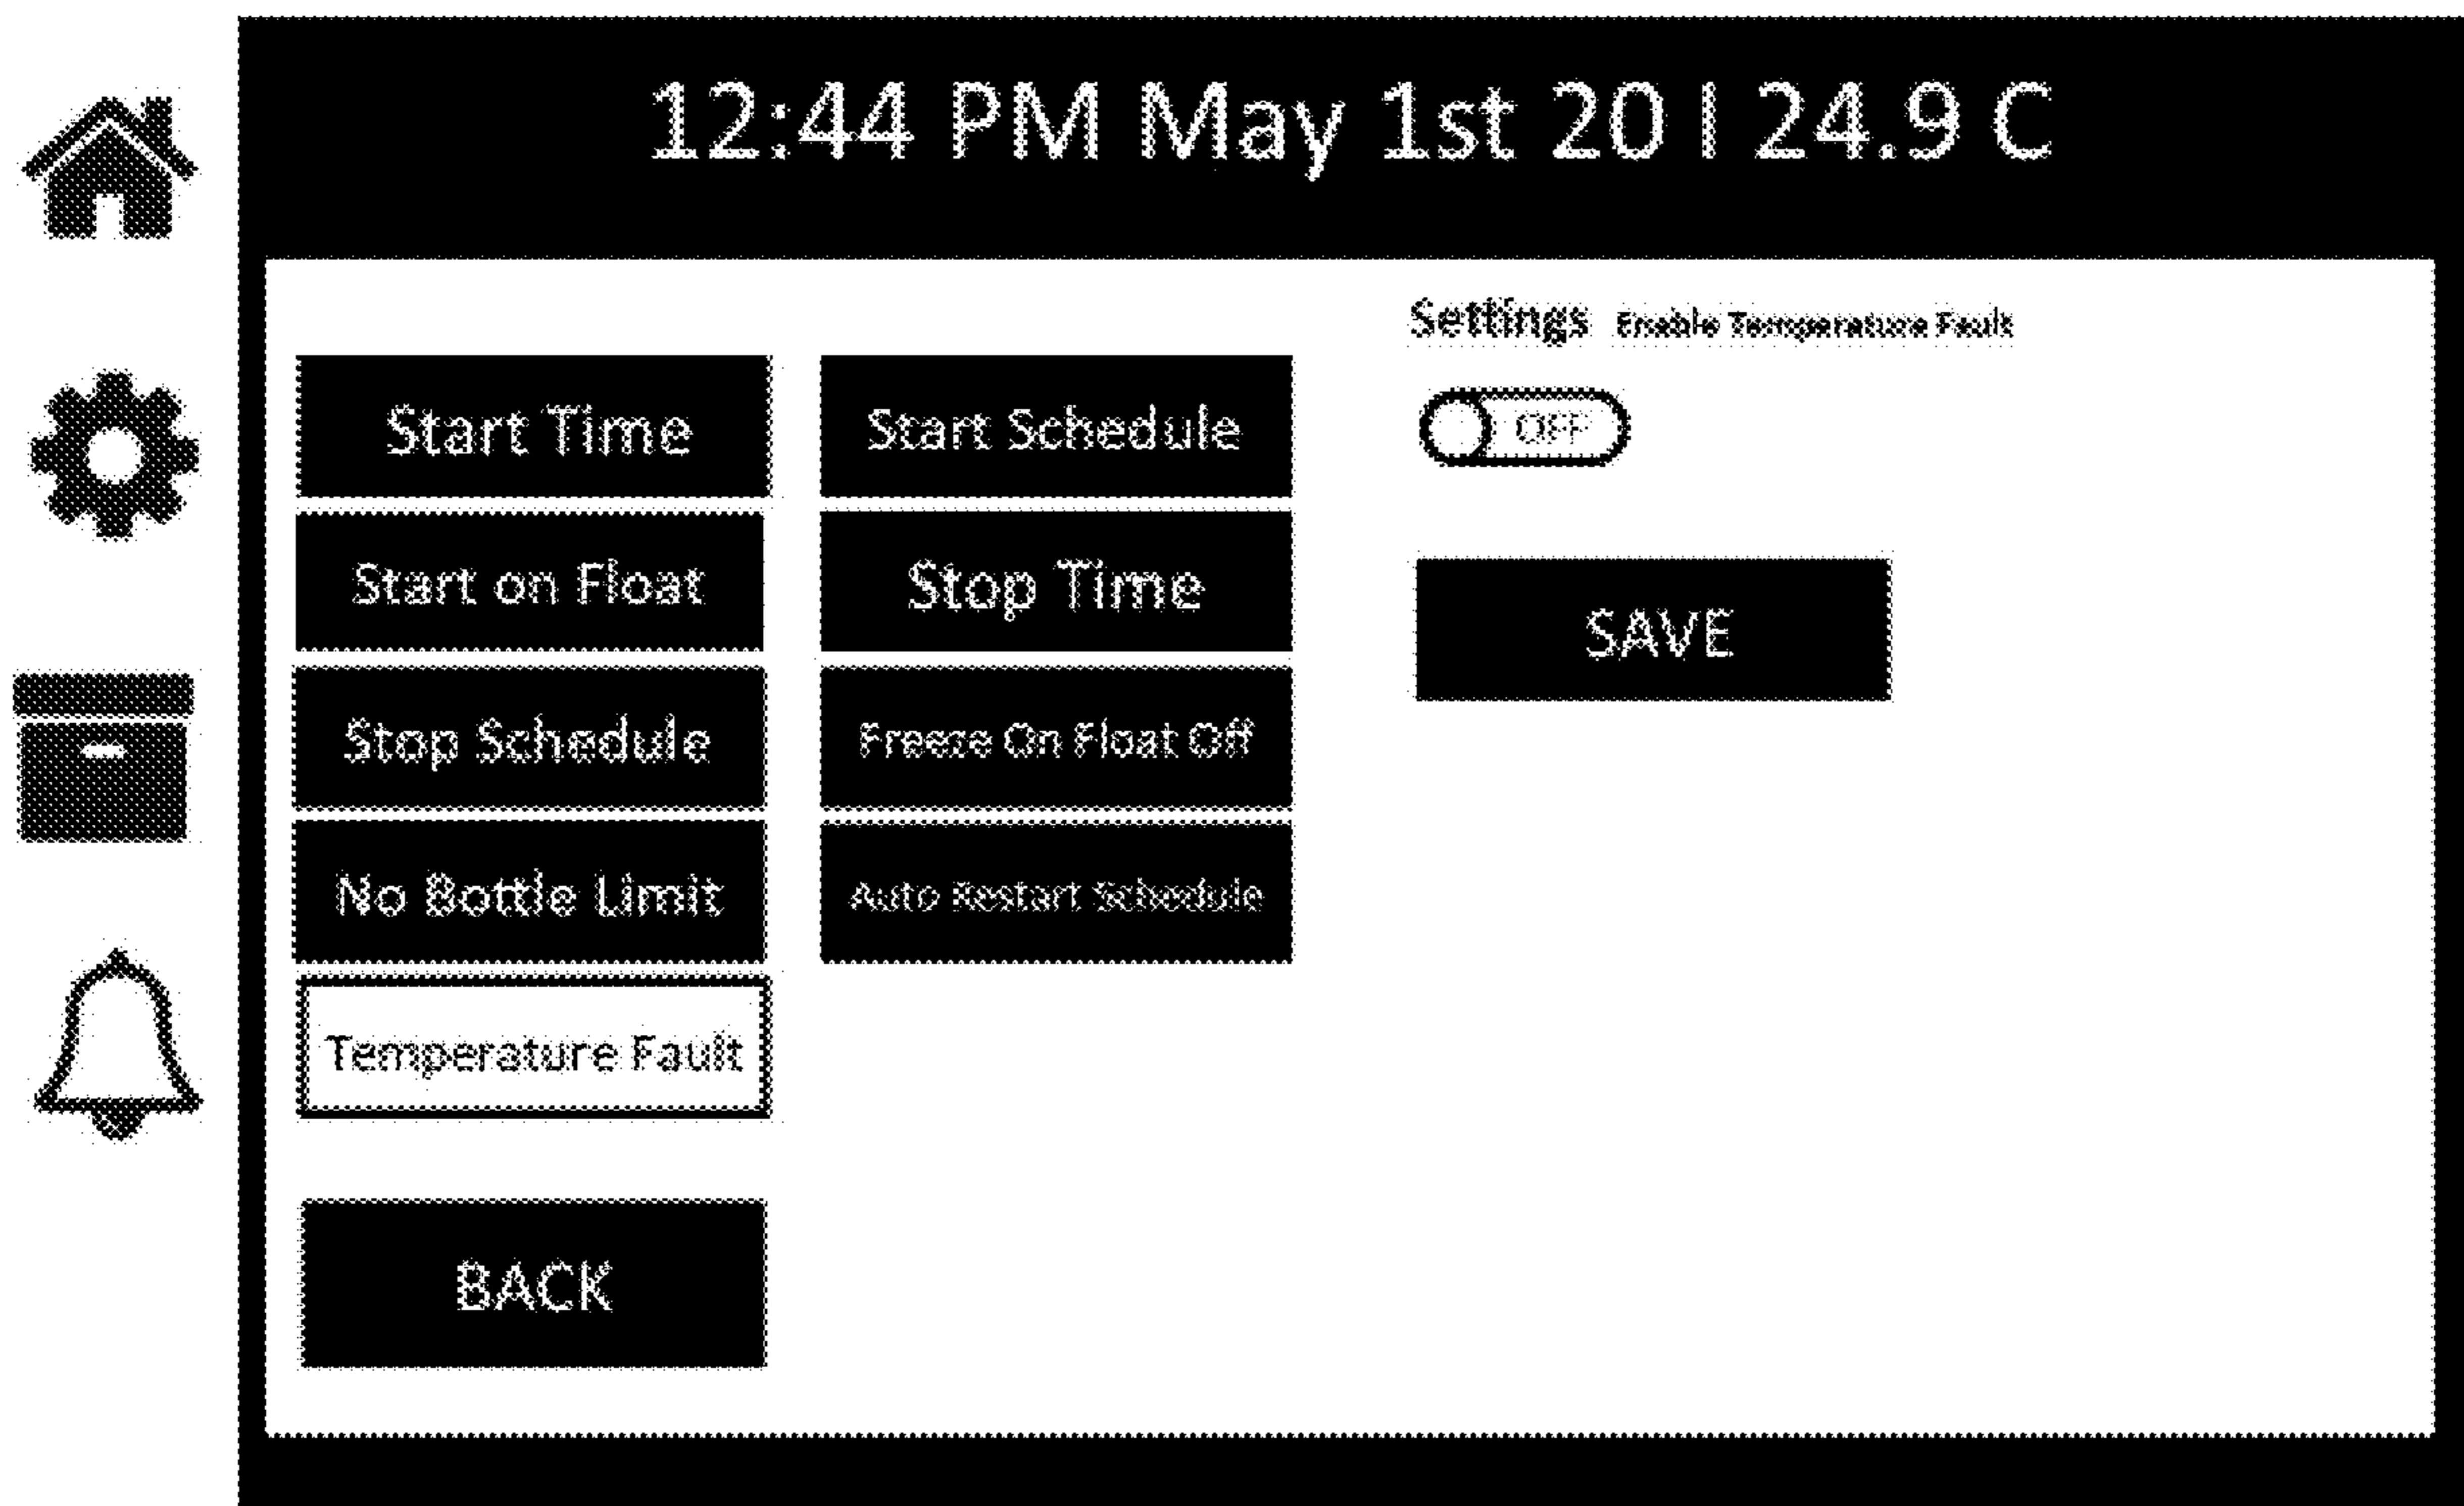 12:44 PM May 1st 20 I 24.9 C
Settings Enable Temperature Fault
Start Time Start Schedule OFF
Start on Float Stop Time SAVE
Stop Schedule Freeze On Float Off
No Bottle Limit Auto Restart Schedule
Temperature Fault
BACK